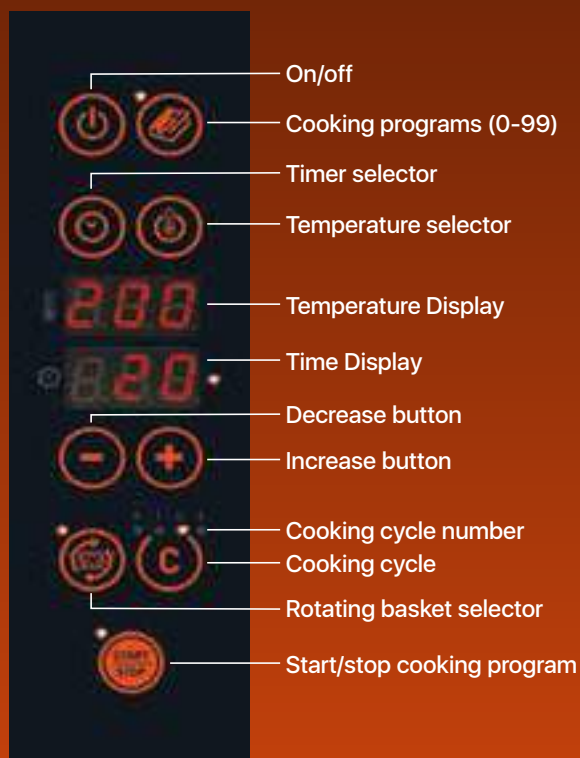 On/off
Cooking programs (0-99)
Timer selector
Temperature selector
200
Temperature Display
20
Time Display
Decrease button
Increase button
Cooking cycle number
C
Cooking cycle
Rotating basket selector
START
STOP
Start/stop cooking program